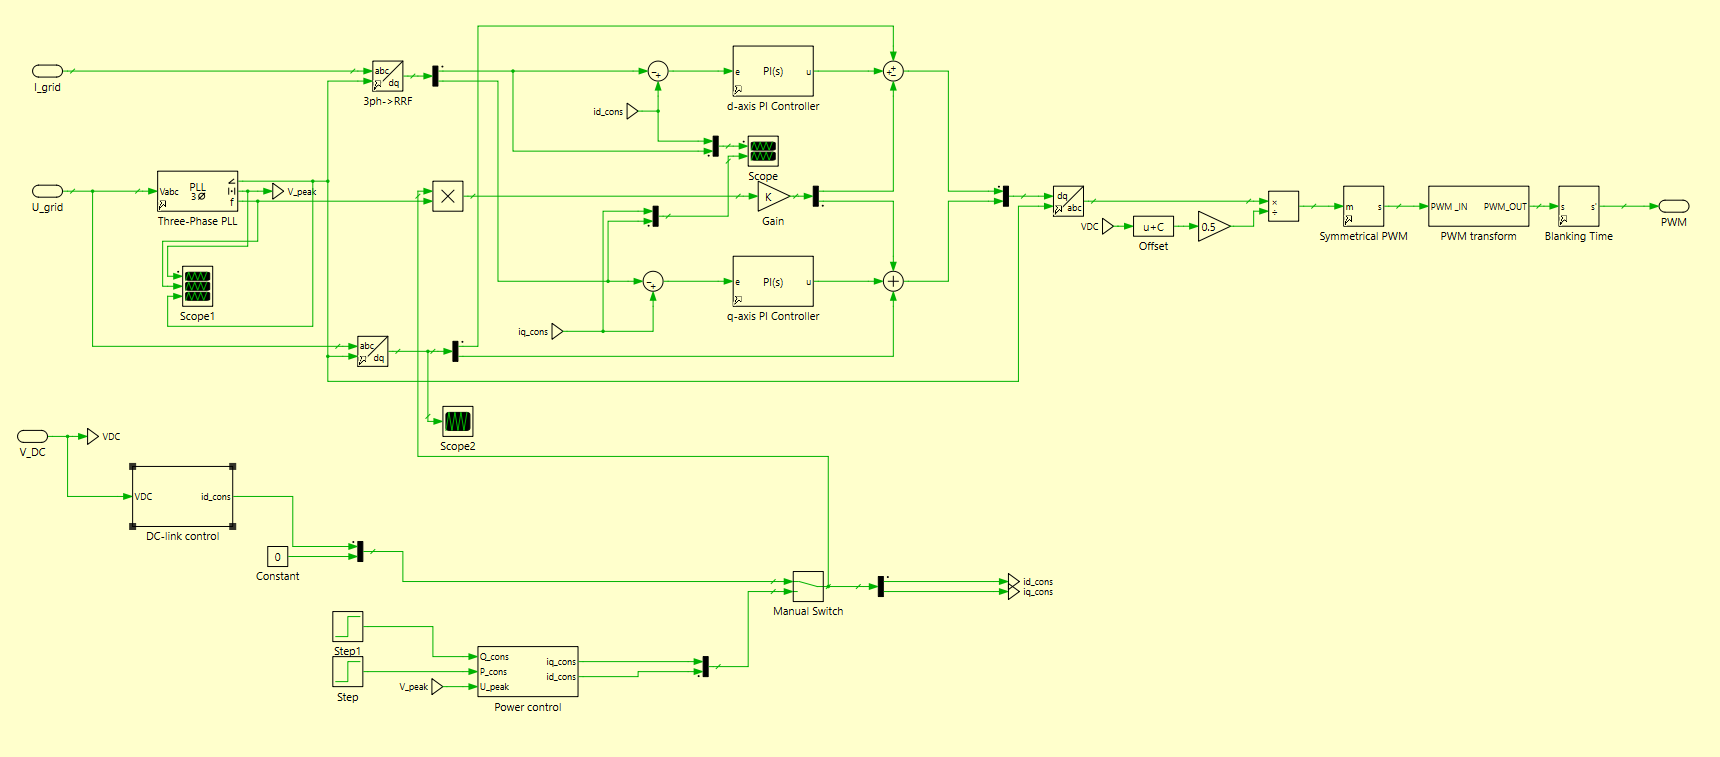 I_grid
abc
dq
3ph->RRF
e
PI(s)
u
d-axis PI Controller
id_cons
Scope
U_grid
Vabc
PLL
3Ø
f
Three-Phase PLL
V_peak
K
Gain
dq
abc
VDC
u+C
Offset
0.5
×
÷
m
s
Symmetrical PWM
PWM _IN
PWM_OUT
PWM transform
s
s'
Blanking Time
PWM
Scope1
e
PI(s)
u
q-axis PI Controller
iq_cons
abc
dq
Scope2
V_DC
VDC
VDC
id_cons
DC-link control
0
Constant
Manual Switch
id_cons
iq_cons
Step1
Step
Q_cons
P_cons
U_peak
iq_cons
id_cons
V_peak
Power control